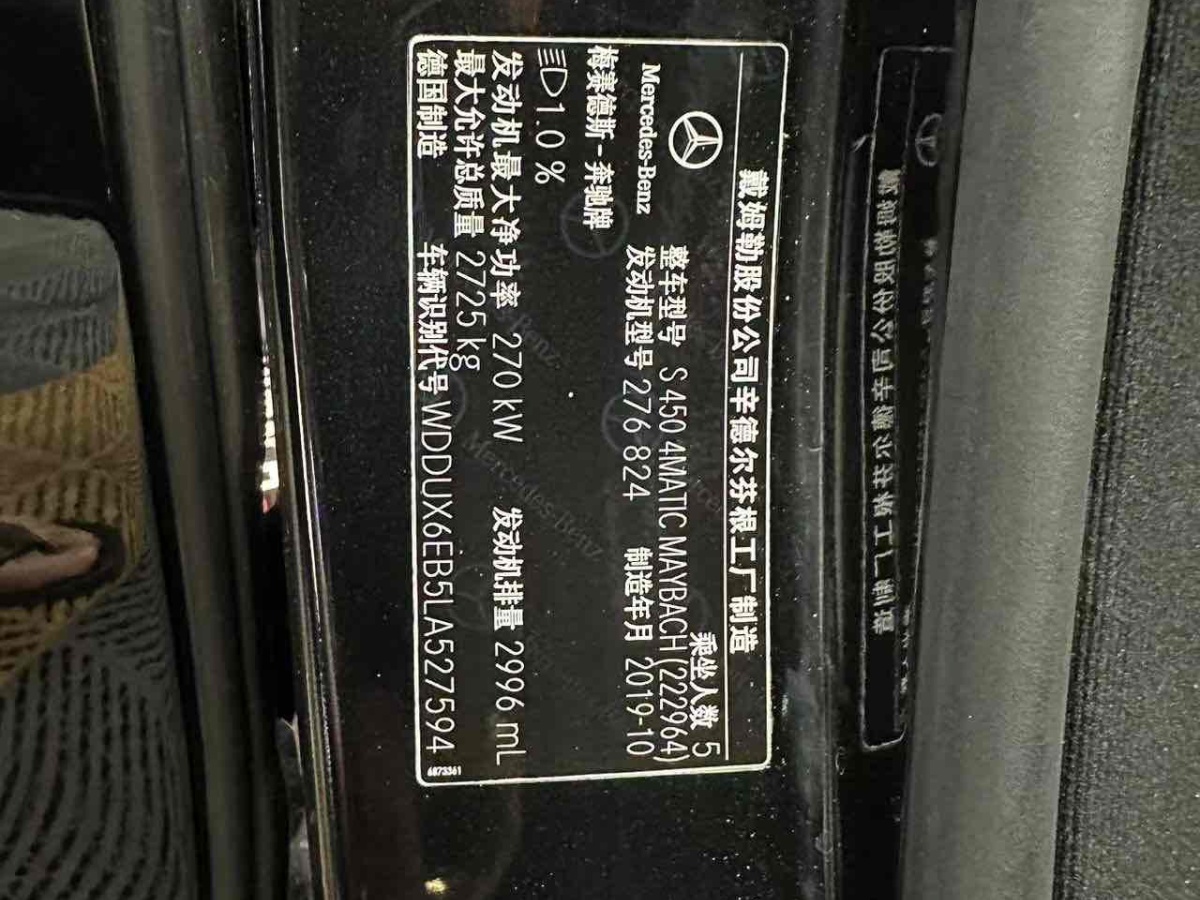 戴姆勒股份公司辛德尔芬根工厂制造
乘坐人数 5
Mercedes-Benz
整车型号 S 450 4MATIC MAYBACH (222964)
发动机型号 276 824 制造年月 2019-10
梅赛德斯-奔驰牌
1.0 %
发动机最大净功率 270 kW 发动机排量 2996 mL
最大允许总质量 2725 kg
德国制造 车辆识别代号 WDDUX6EB5LA527594
6873361